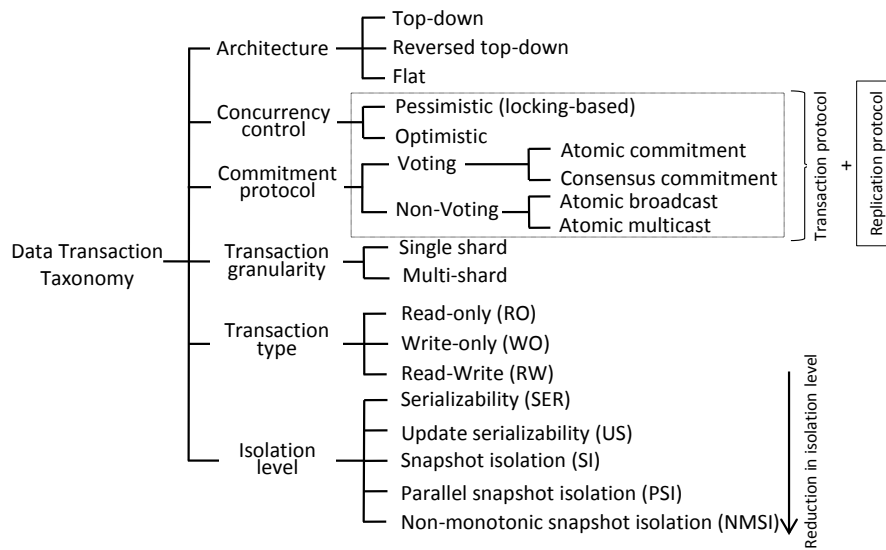 Data Transaction
Taxonomy
Architecture
Top-down
Reversed top-down
Flat
Concurrency
control
Pessimistic (locking-based)
Optimistic
Commitment
protocol
Voting
Atomic commitment
Consensus commitment
Non-Voting
Atomic broadcast
Atomic multicast
Transaction protocol
+
Replication protocol
Transaction
granularity
Single shard
Multi-shard
Transaction
type
Read-only (RO)
Write-only (WO)
Read-Write (RW)
Isolation
level
Serializability (SER)
Update serializability (US)
Snapshot isolation (SI)
Parallel snapshot isolation (PSI)
Non-monotonic snapshot isolation (NMSI)
Reduction in isolation level